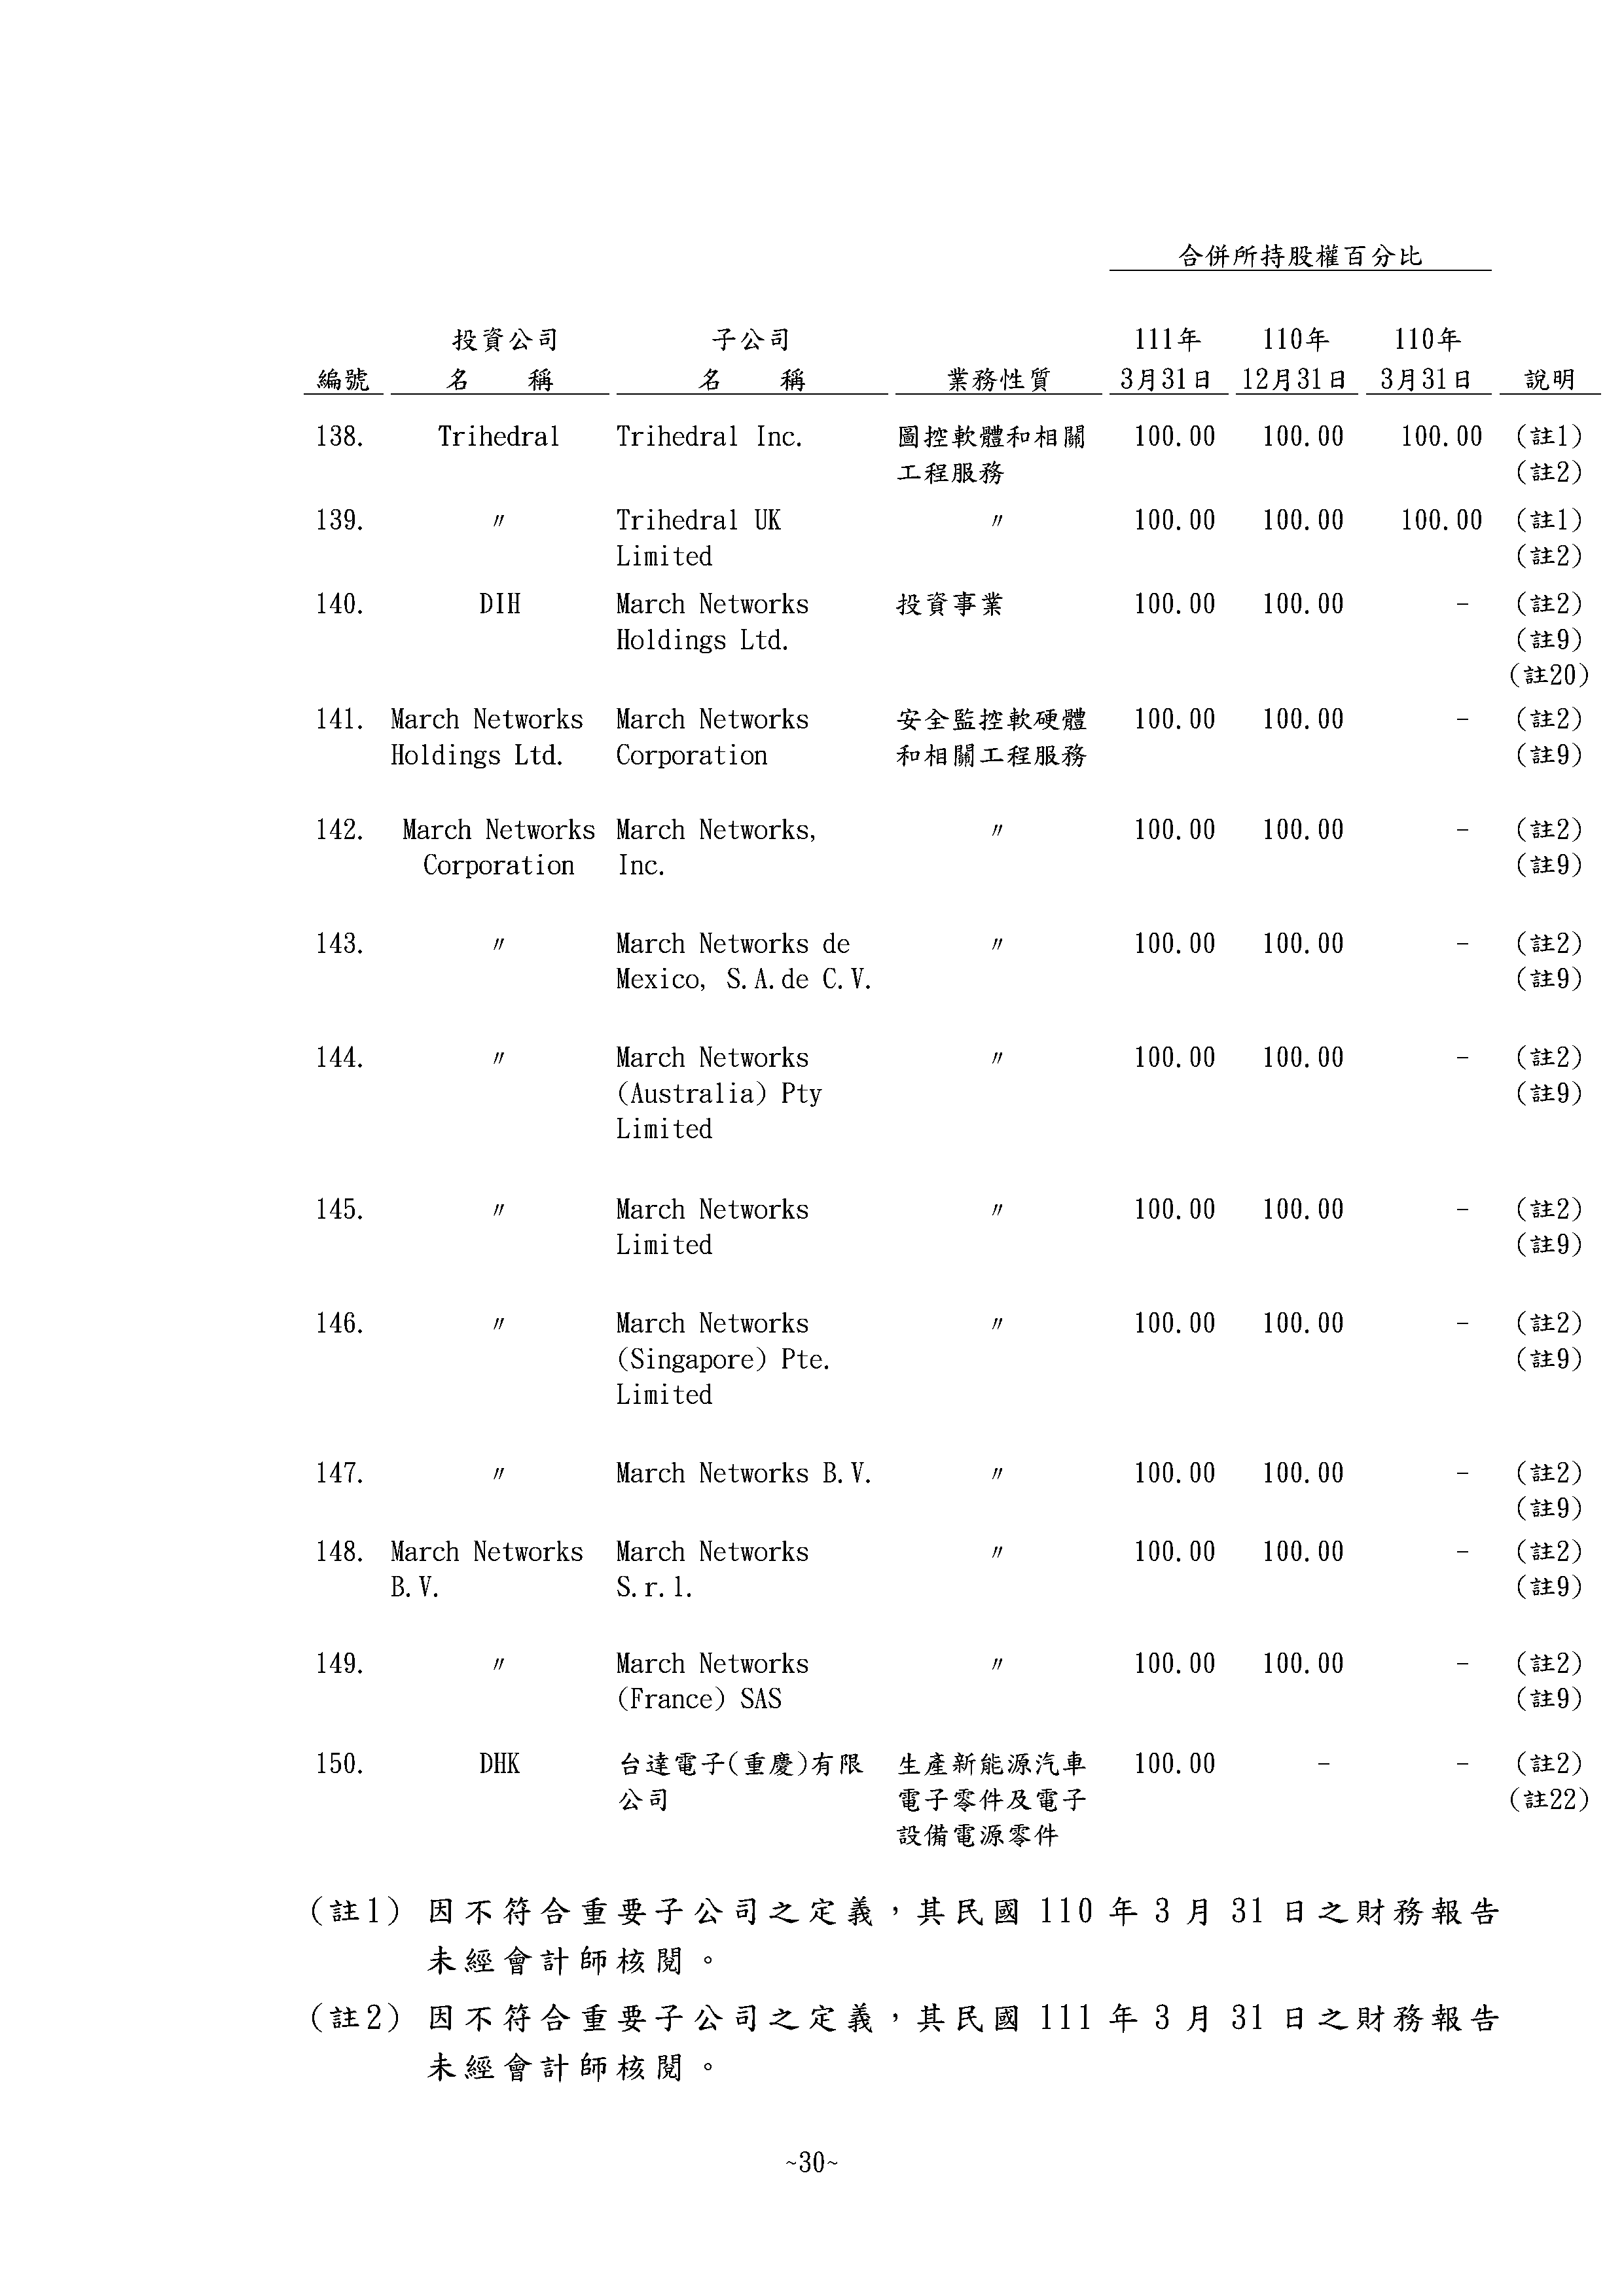 合併所持股權百分比
投資公司 子公司 111年 110年 110年
編號 名 稱 名 稱 業務性質 3月31日 12月31日 3月31日 說明
138. Trihedral Trihedral Inc. 圖控軟體和相關 100.00 100.00 100.00 (註1)
工程服務 (註2)
139. 〃 Trihedral UK 〃 100.00 100.00 100.00 (註1)
Limited (註2)
140. DIH March Networks 投資事業 100.00 100.00 - (註2)
Holdings Ltd. (註9)
(註20)
141. March Networks March Networks 安全監控軟硬體 100.00 100.00 - (註2)
Holdings Ltd. Corporation 和相關工程服務 (註9)
142. March Networks March Networks, 〃 100.00 100.00 - (註2)
Corporation Inc. (註9)
143. 〃 March Networks de 〃 100.00 100.00 - (註2)
Mexico, S.A.de C.V. (註9)
144. 〃 March Networks 〃 100.00 100.00 - (註2)
(Australia) Pty (註9)
Limited
145. 〃 March Networks 〃 100.00 100.00 - (註2)
Limited (註9)
146. 〃 March Networks 〃 100.00 100.00 - (註2)
(Singapore) Pte. (註9)
Limited
147. 〃 March Networks B.V. 〃 100.00 100.00 - (註2)
(註9)
148. March Networks March Networks 〃 100.00 100.00 - (註2)
B.V. S.r.l. (註9)
149. 〃 March Networks 〃 100.00 100.00 - (註2)
(France) SAS (註9)
150. DHK 台達電子(重慶)有限 生產新能源汽車 100.00 - - (註2)
公司 電子零件及電子 (註22)
設備電源零件
(註1) 因不符合重要子公司之定義，其民國 110 年 3 月 31 日之財務報告
未經會計師核閱。
(註2) 因不符合重要子公司之定義，其民國 111 年 3 月 31 日之財務報告
未經會計師核閱。
~30~